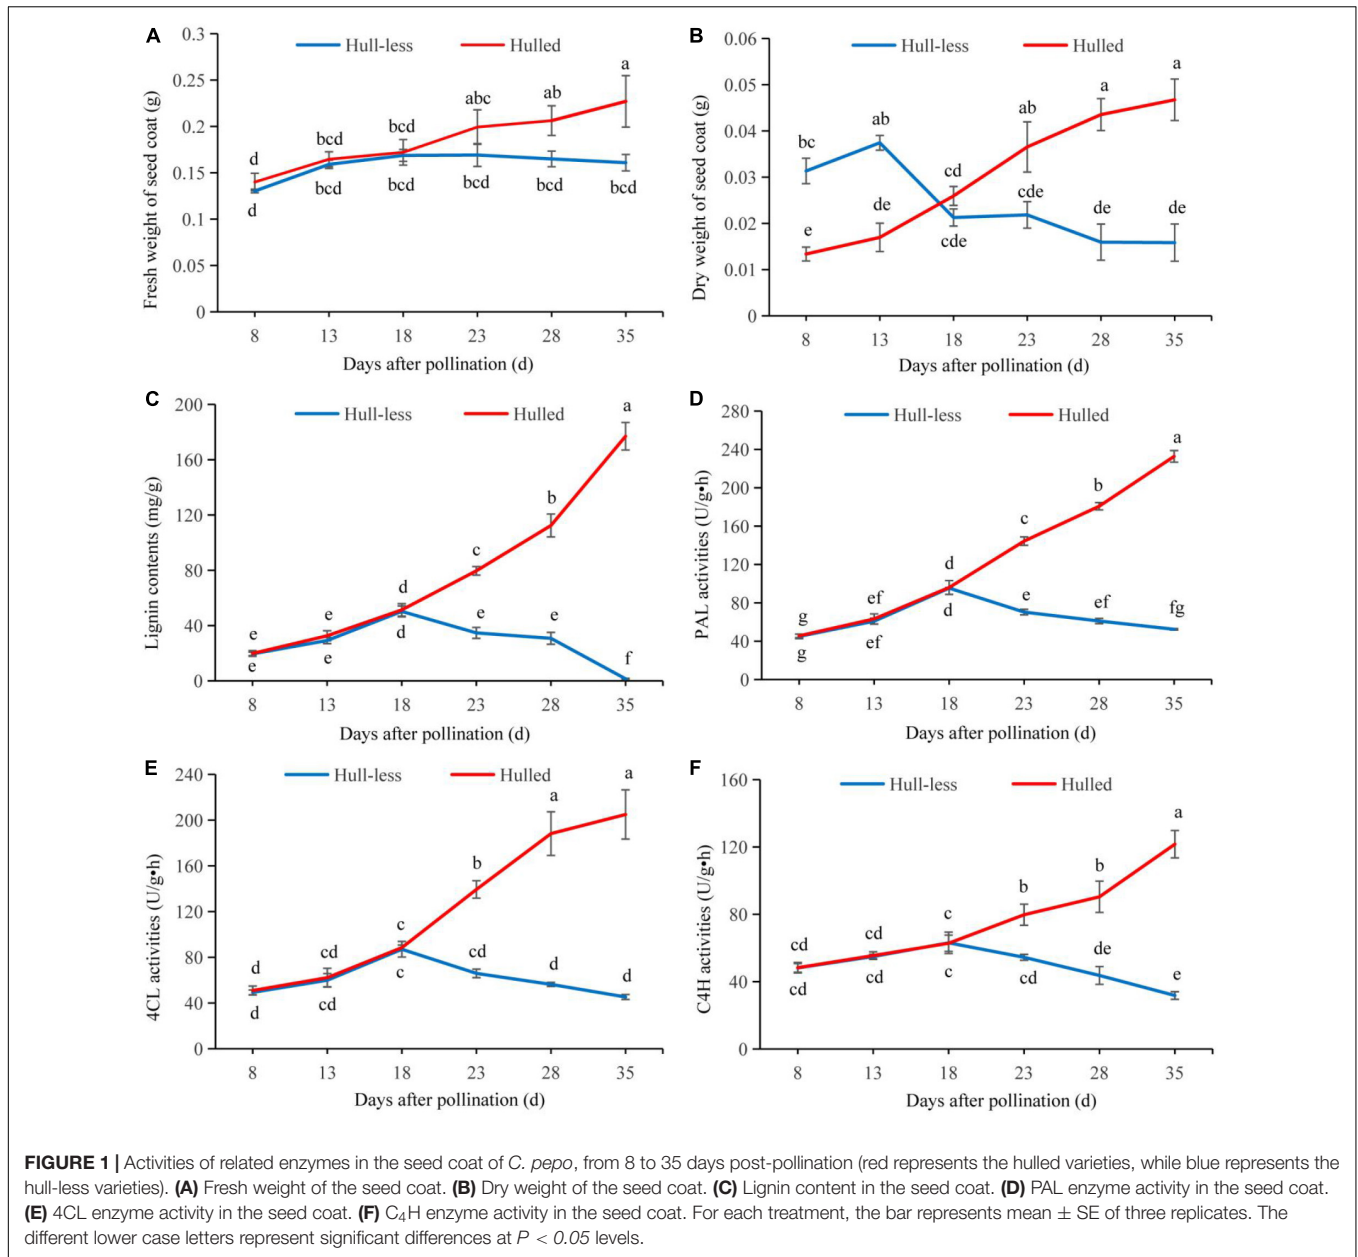 A
Hull-less
Hulled
0.3
0.25
0.2
0.15
0.1
0.05
0
Fresh weight of seed coat (g)
d
bcd
bcd
abc
ab
a
d
bcd
bcd
bcd
bcd
bcd
8 13 18 23 28 35
Days after pollination (d)
B
Hull-less
Hulled
0.06
0.05
0.04
0.03
0.02
0.01
0
Dry weight of seed coat (g)
bc
ab
cd
ab
a
a
e
de
cde
cde
de
de
8 13 18 23 28 35
Days after pollination (d)
C
Hull-less
Hulled
200
160
120
80
40
0
Lignin contents (mg/g)
e
e
d
c
b
a
e
e
d
e
e
f
8 13 18 23 28 35
Days after pollination (d)
D
Hull-less
Hulled
280
240
200
160
120
80
40
0
PAL activities (U/g•h)
g
ef
d
c
b
a
g
ef
d
e
ef
fg
8 13 18 23 28 35
Days after pollination (d)
E
Hull-less
Hulled
240
200
160
120
80
40
0
4CL activities (U/g•h)
d
cd
c
b
a
a
d
cd
c
cd
d
d
8 13 18 23 28 35
Days after pollination (d)
F
Hull-less
Hulled
160
120
80
40
0
C4H activities (U/g•h)
cd
cd
c
b
b
a
cd
cd
c
cd
de
e
8 13 18 23 28 35
Days after pollination (d)
FIGURE 1 | Activities of related enzymes in the seed coat of C. pepo, from 8 to 35 days post-pollination (red represents the hulled varieties, while blue represents the
hull-less varieties). (A) Fresh weight of the seed coat. (B) Dry weight of the seed coat. (C) Lignin content in the seed coat. (D) PAL enzyme activity in the seed coat.
(E) 4CL enzyme activity in the seed coat. (F) C₄H enzyme activity in the seed coat. For each treatment, the bar represents mean ± SE of three replicates. The
different lower case letters represent significant differences at P < 0.05 levels.